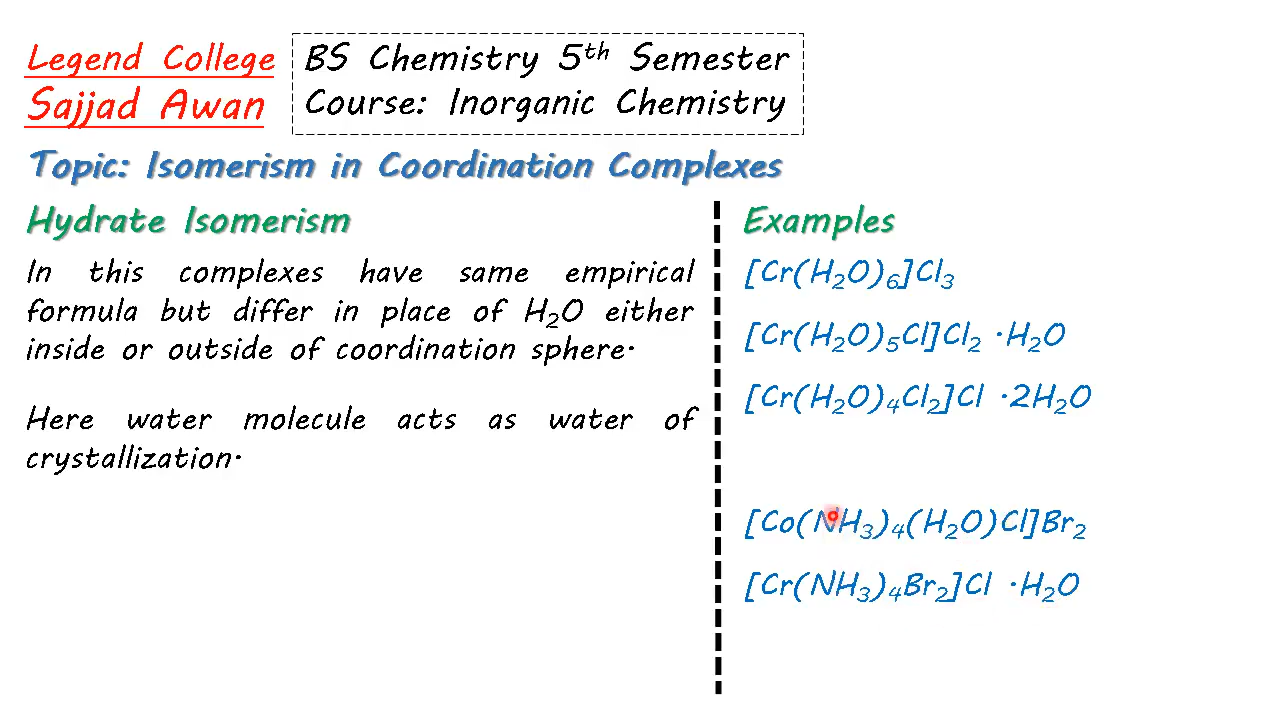 Legend College
Sajjad Awan
BS Chemistry 5th Semester
Course: Inorganic Chemistry
Topic: Isomerism in Coordination Complexes
Hydrate Isomerism
In this complexes have same empirical
formula but differ in place of H₂O either
inside or outside of coordination sphere.
Here water molecule acts as water of
crystallization.
Examples
[Cr(H₂O)₆]Cl₃
[Cr(H₂O)₅Cl]Cl₂ ·H₂O
[Cr(H₂O)₄Cl₂]Cl ·2H₂O
[Co(NH₃)₄(H₂O)Cl]Br₂
[Cr(NH₃)₄Br₂]Cl ·H₂O